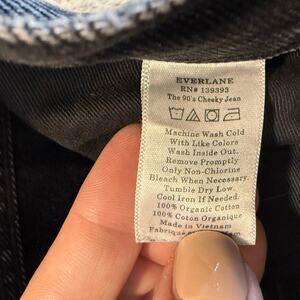 EVERLANE
RN# 139393
The 90's Cheeky Jean
Machine Wash Cold
With Like Colors
Wash Inside Out.
Remove Promptly
Only Non-Chlorine
Bleach When Necessary.
Tumble Dry Low.
Cool Iron If Needed.
100% Organic Cotton
100% Coton Organique
Made in Vietnam
Fabriqué